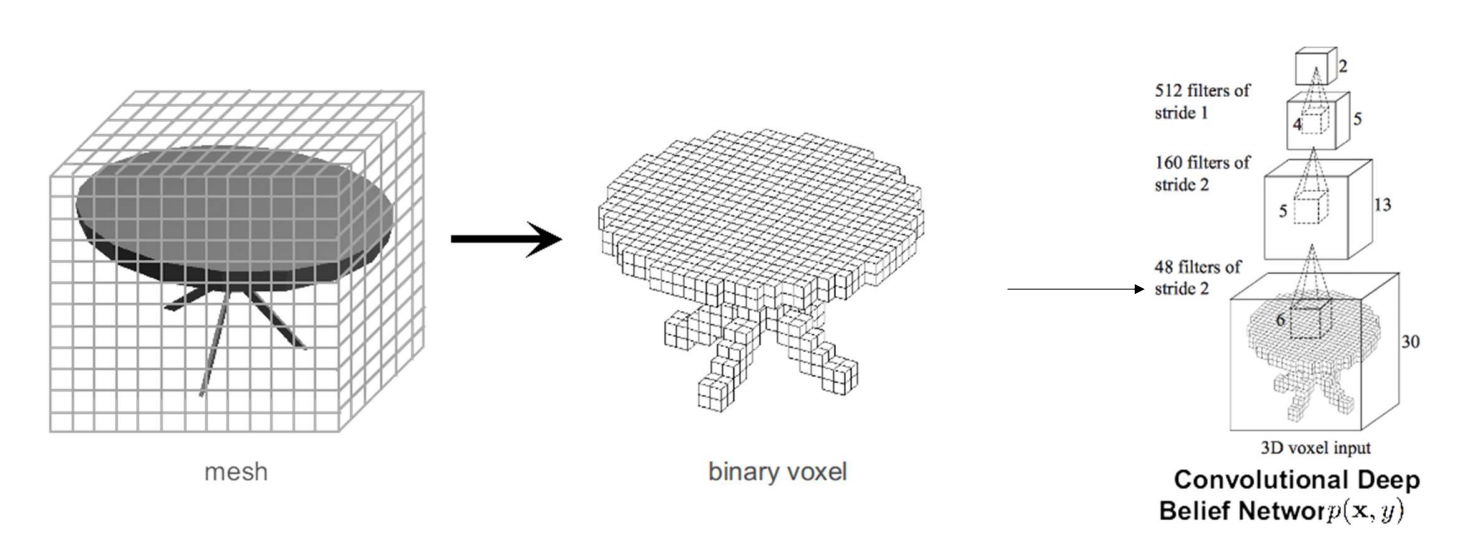 mesh
binary voxel
2
512 filters of
stride 1
4
5
160 filters of
stride 2
5
13
48 filters of
stride 2
6
30
3D voxel input
Convolutional Deep
Belief Networp(x, y)